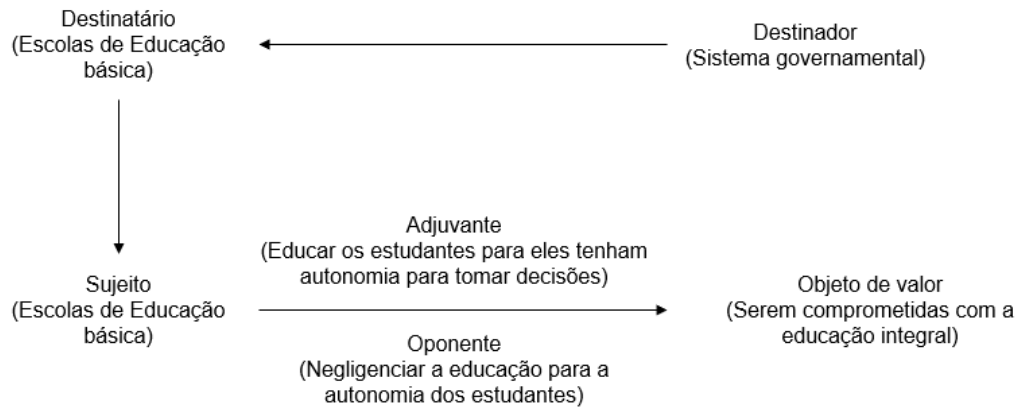 Destinatário
(Escolas de Educação
básica)
Destinador
(Sistema governamental)
Adjuvante
(Educar os estudantes para eles tenham
autonomia para tomar decisões)
Sujeito
(Escolas de Educação
básica)
Objeto de valor
(Serem comprometidas com a
educação integral)
Oponente
(Negligenciar a educação para a
autonomia dos estudantes)